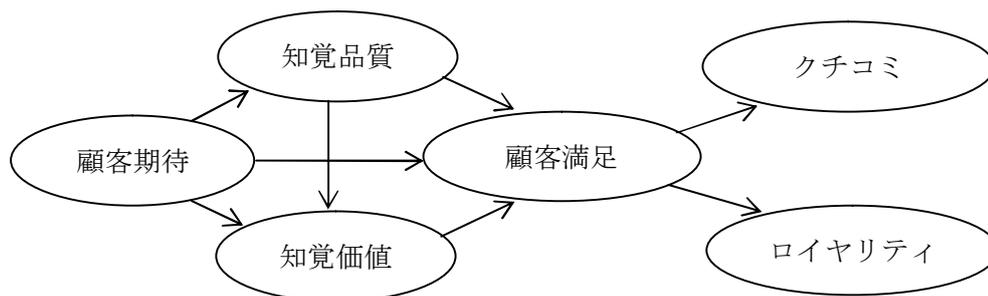 知覚品質
クチコミ
顧客期待
顧客満足
知覚価値
ロイヤリティ